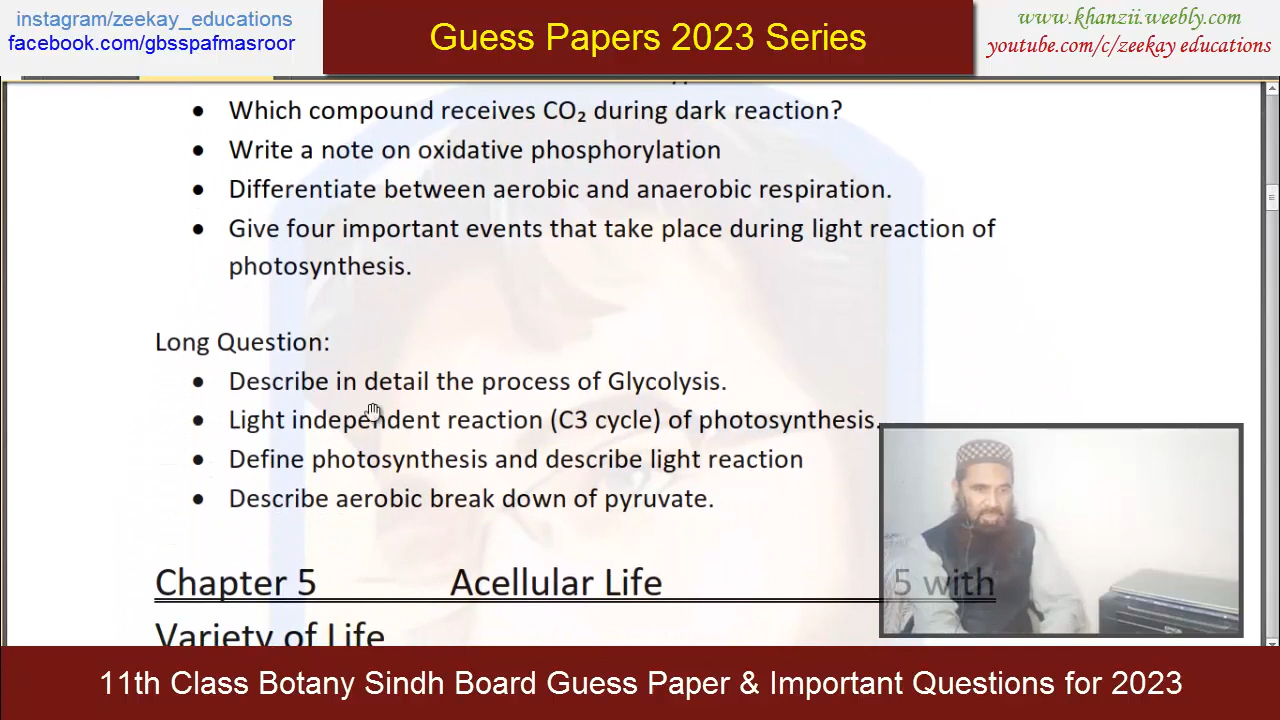 instagram/zeekay_educations
facebook.com/gbsspafmasroor
Guess Papers 2023 Series
www.khanzii.weebly.com
youtube.com/c/zeekay educations
• Which compound receives CO₂ during dark reaction?
• Write a note on oxidative phosphorylation
• Differentiate between aerobic and anaerobic respiration.
• Give four important events that take place during light reaction of
photosynthesis.
Long Question:
• Describe in detail the process of Glycolysis.
• Light independent reaction (C3 cycle) of photosynthesis.
• Define photosynthesis and describe light reaction
• Describe aerobic break down of pyruvate.
Chapter 5 Acellular Life 5 with
Variety of Life
11th Class Botany Sindh Board Guess Paper & Important Questions for 2023